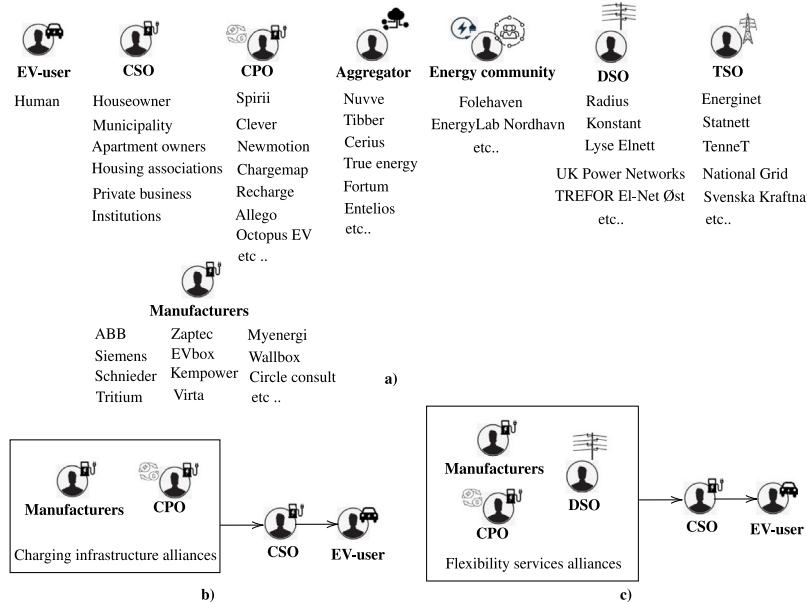 EV-user
Human
CSO
Houseowner
Municipality
Apartment owners
Housing associations
Private business
Institutions
CPO
Spirii
Clever
Newmotion
Chargemap
Recharge
Allego
Octopus EV
etc ..
Aggregator
Nuvve
Tibber
Cerius
True energy
Fortum
Entelios
etc..
Energy community
Folehaven
EnergyLab Nordhavn
etc..
DSO
Radius
Konstant
Lyse Elnett
UK Power Networks
TREFOR El-Net Øst
etc..
TSO
Energinet
Statnett
TenneT
National Grid
Svenska Kraftna
etc..
Manufacturers
ABB
Siemens
Schnieder
Tritium
Zaptec
EVbox
Kempower
Virta
Myenergi
Wallbox
Circle consult
etc ..
a)
Manufacturers
CPO
Charging infrastructure alliances
CSO
EV-user
b)
Manufacturers
CPO
DSO
Flexibility services alliances
CSO
EV-user
c)